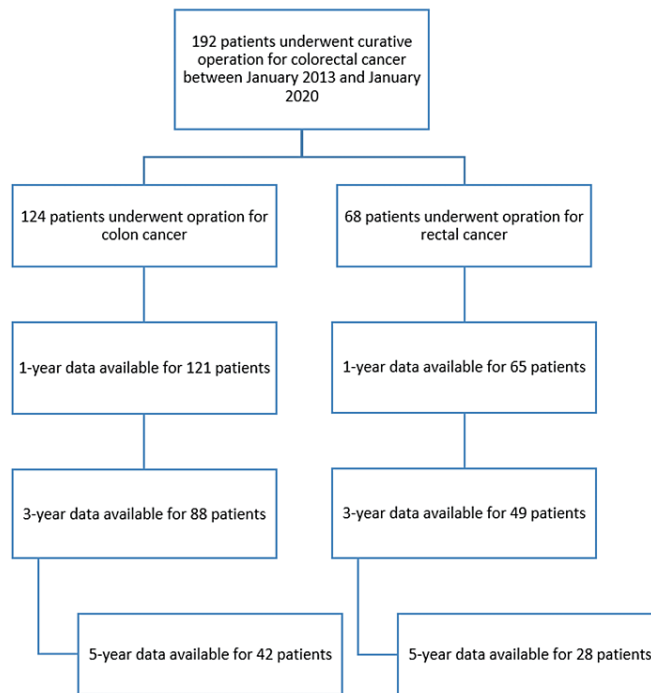 192 patients underwent curative
operation for colorectal cancer
between January 2013 and January
2020
124 patients underwent opration for
colon cancer
68 patients underwent opration for
rectal cancer
1-year data available for 121 patients
1-year data available for 65 patients
3-year data available for 88 patients
3-year data available for 49 patients
5-year data available for 42 patients
5-year data available for 28 patients